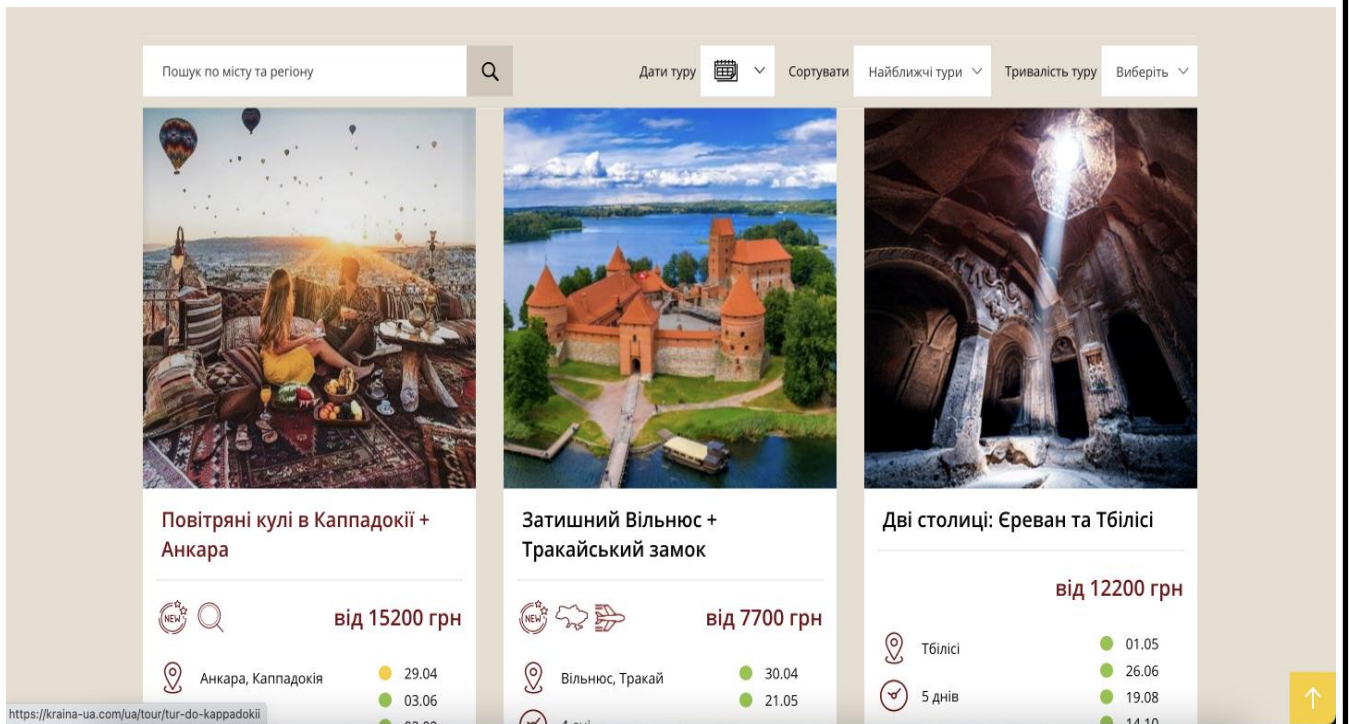 Пошук по місту та регіону
Дати туру
Сортувати
Найближчі тури
Тривалість туру
Виберіть
Повітряні кулі в Каппадокії +
Анкара
NEW
від 15200 грн
Анкара, Каппадокія
29.04
03.06
Затишний Вільнюс +
Тракайський замок
NEW
від 7700 грн
Вільнюс, Тракай
30.04
21.05
Дві столиці: Єреван та Тбілісі
від 12200 грн
Тбілісі
01.05
26.06
5 днів
19.08
14.10
https://kraina-ua.com/ua/tour/tur-do-kappadokii